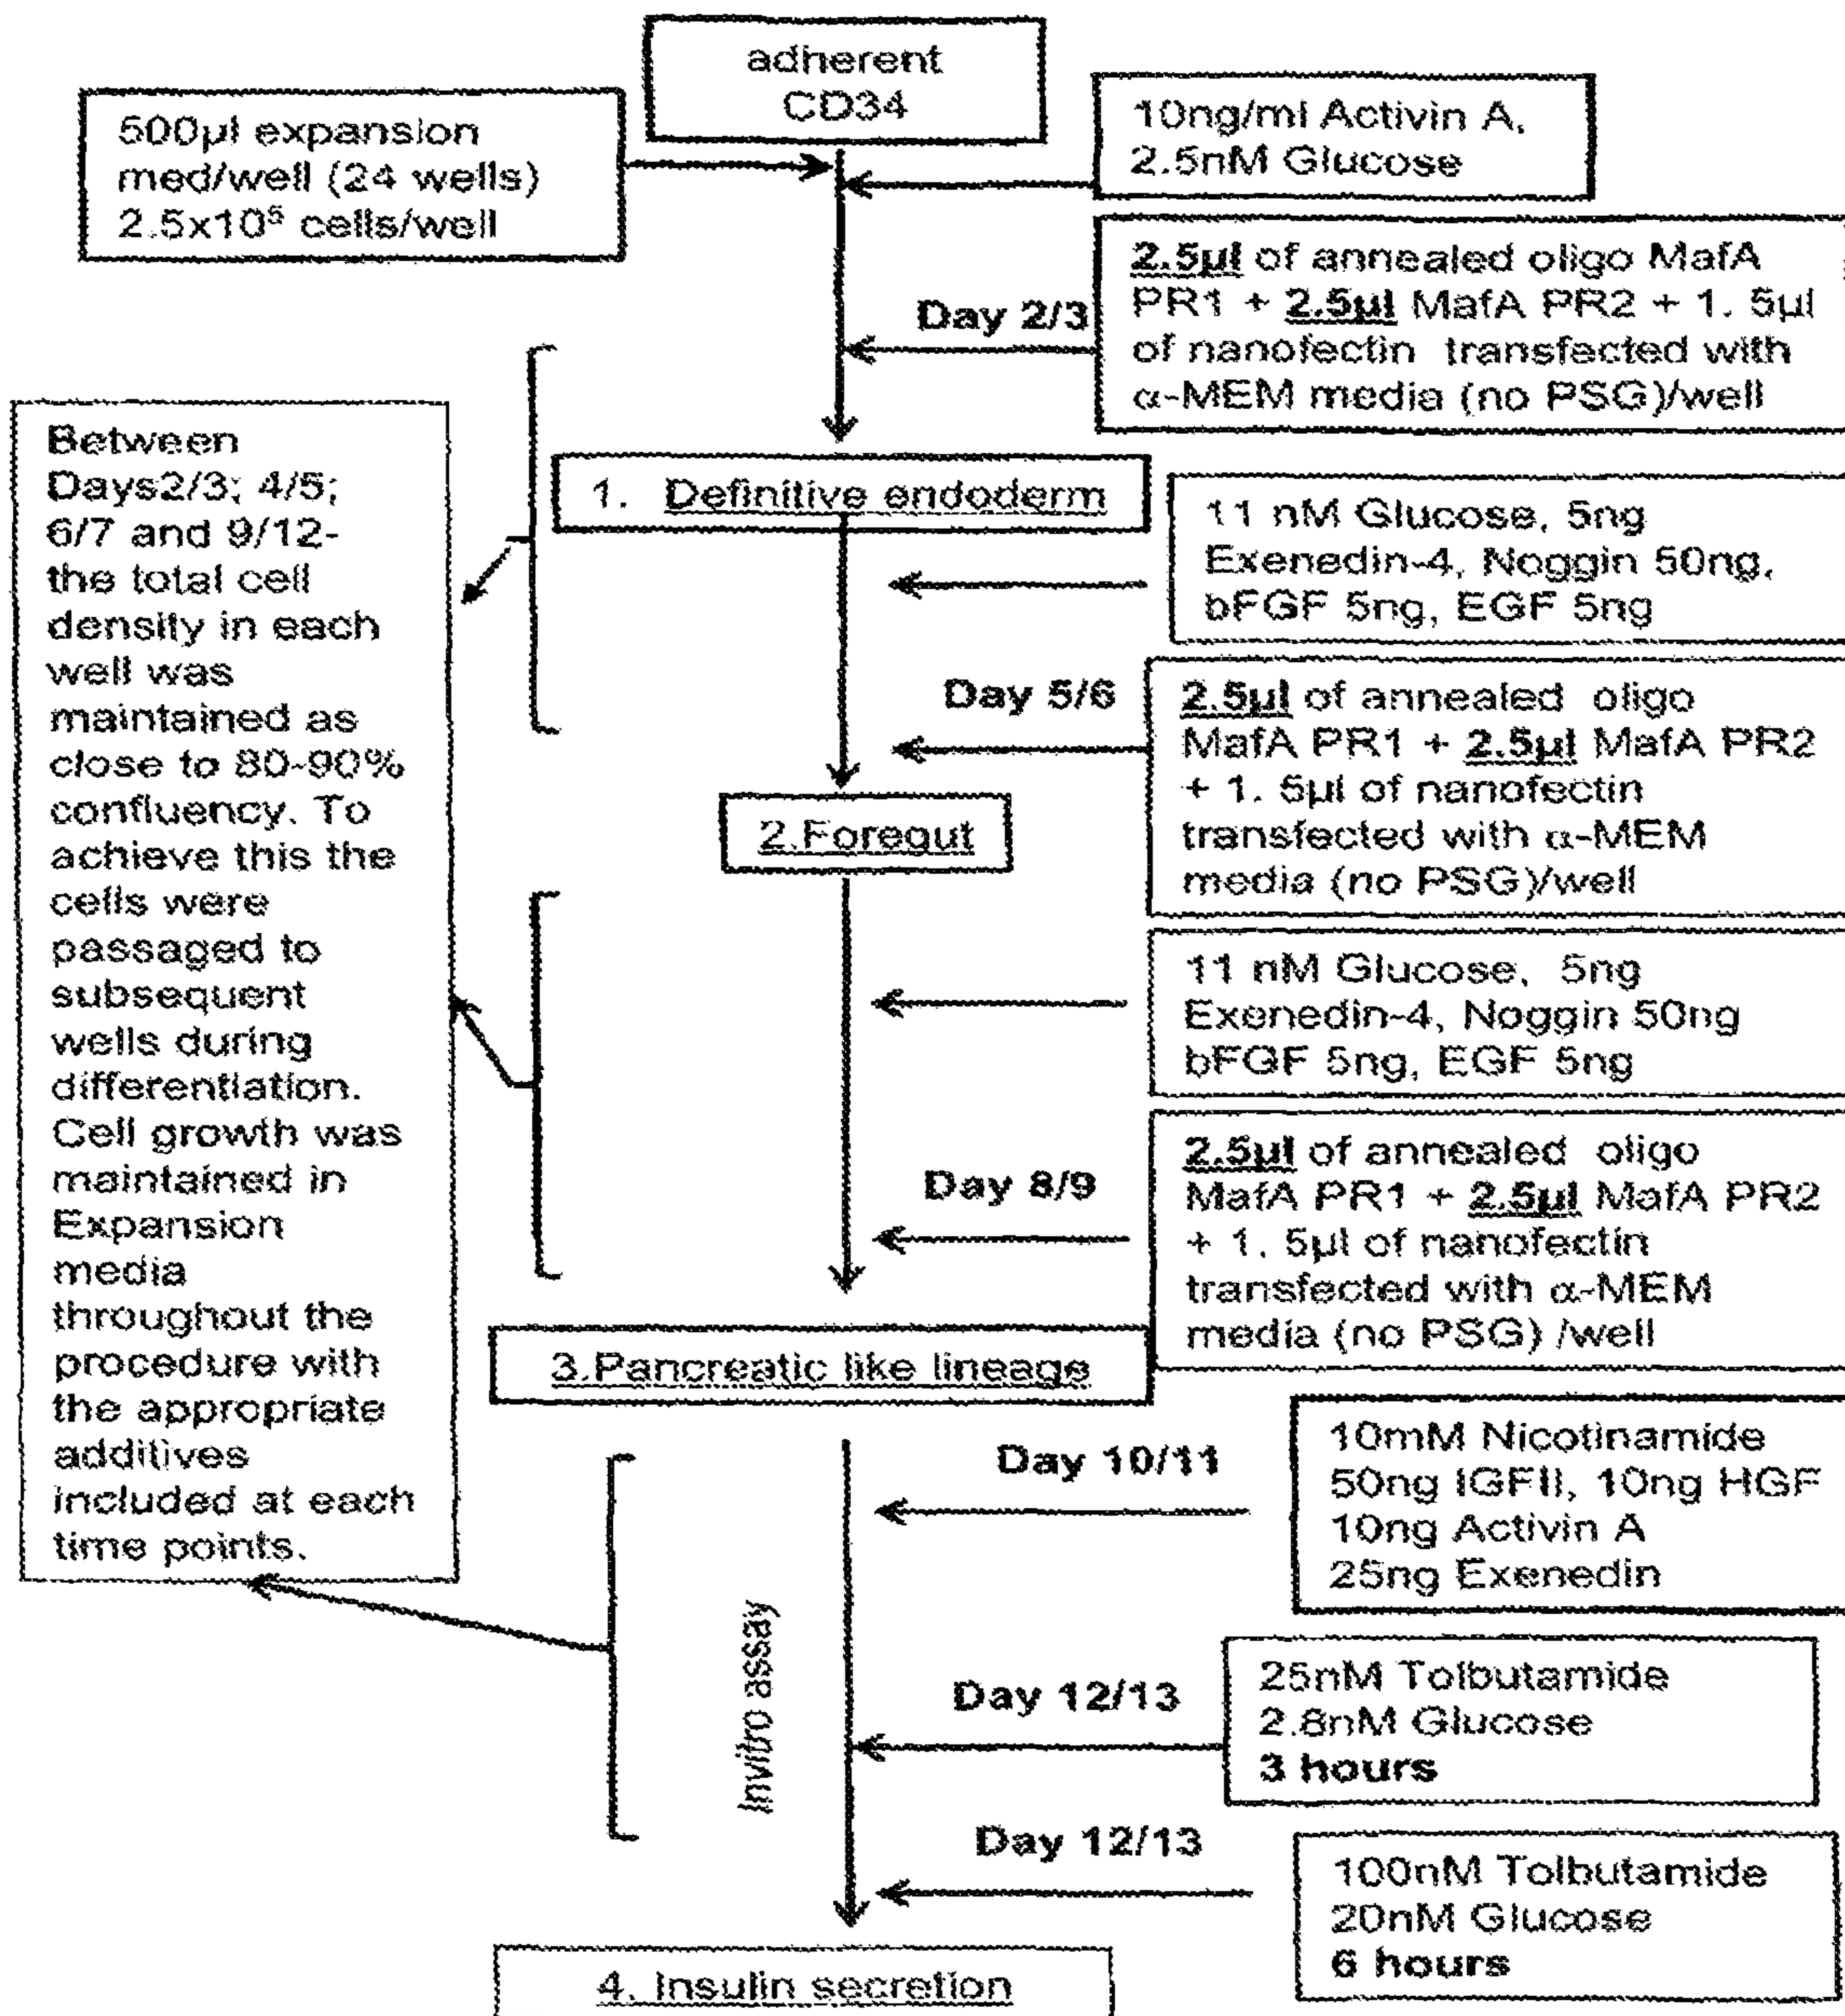 adherent
CD34
500µl expansion
med/well (24 wells)
2.5x10⁵ cells/well
10ng/ml Activin A,
2.5nM Glucose
Day 2/3
2.5µl of annealed oligo MafA
PR1 + 2.5µl MafA PR2 + 1. 5µl
of nanofectin transfected with
α-MEM media (no PSG)/well
1. Definitive endoderm
11 nM Glucose, 5ng
Exenedin-4, Noggin 50ng,
bFGF 5ng, EGF 5ng
Day 5/6
2.5µl of annealed oligo
MafA PR1 + 2.5µl MafA PR2
+ 1. 5µl of nanofectin
transfected with α-MEM
media (no PSG)/well
2.Foregut
11 nM Glucose, 5ng
Exenedin-4, Noggin 50ng
bFGF 5ng, EGF 5ng
Day 8/9
2.5µl of annealed oligo
MafA PR1 + 2.5µl MafA PR2
+ 1. 5µl of nanofectin
transfected with α-MEM
media (no PSG) /well
3.Pancreatic like lineage
Between
Days2/3; 4/5;
6/7 and 9/12-
the total cell
density in each
well was
maintained as
close to 80-90%
confluency. To
achieve this the
cells were
passaged to
subsequent
wells during
differentiation.
Cell growth was
maintained in
Expansion
media
throughout the
procedure with
the appropriate
additives
included at each
time points.
Day 10/11
10mM Nicotinamide
50ng IGFII, 10ng HGF
10ng Activin A
25ng Exenedin
Invitro assay
Day 12/13
25nM Tolbutamide
2.8nM Glucose
3 hours
Day 12/13
100nM Tolbutamide
20nM Glucose
6 hours
4. Insulin secretion